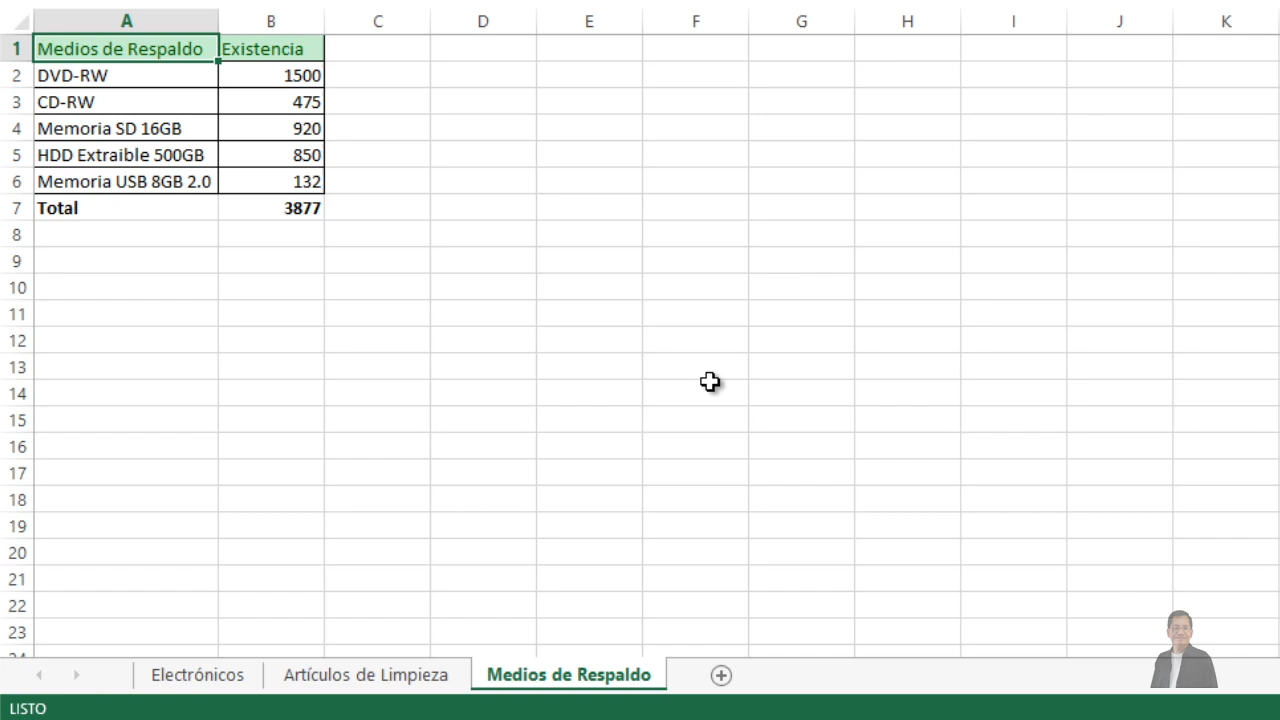 A B C D E F G H I J K
1 Medios de Respaldo Existencia
2 DVD-RW 1500
3 CD-RW 475
4 Memoria SD 16GB 920
5 HDD Extraible 500GB 850
6 Memoria USB 8GB 2.0 132
7 Total 3877
8
9
10
11
12
13
14
15
16
17
18
19
20
21
22
23
Electrónicos Artículos de Limpieza Medios de Respaldo
LISTO